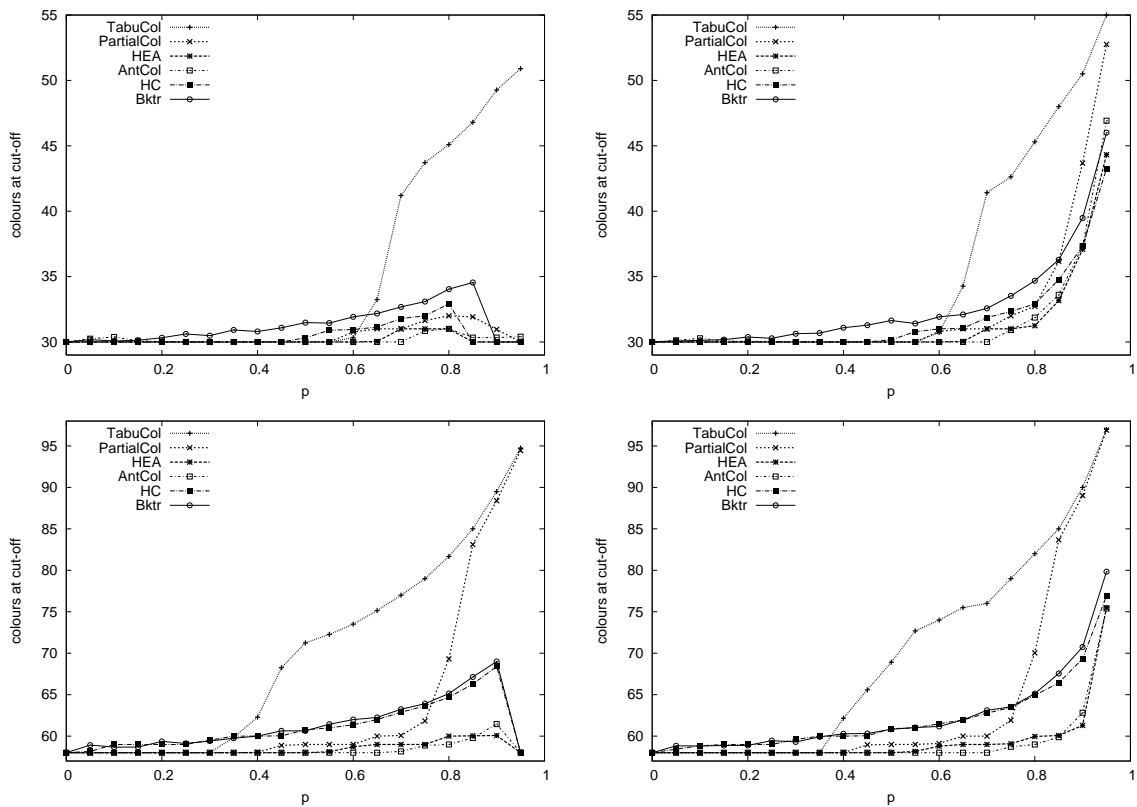 55
50
45
40
35
30
colours at cut-off
TabuCol
PartialCol
HEA
AntCol
HC
Bktr
0 0.2 0.4 0.6 0.8 1
p
55
50
45
40
35
30
colours at cut-off
TabuCol
PartialCol
HEA
AntCol
HC
Bktr
0 0.2 0.4 0.6 0.8 1
p
95
90
85
80
75
70
65
60
colours at cut-off
TabuCol
PartialCol
HEA
AntCol
HC
Bktr
0 0.2 0.4 0.6 0.8 1
p
95
90
85
80
75
70
65
60
colours at cut-off
TabuCol
PartialCol
HEA
AntCol
HC
Bktr
0 0.2 0.4 0.6 0.8 1
p